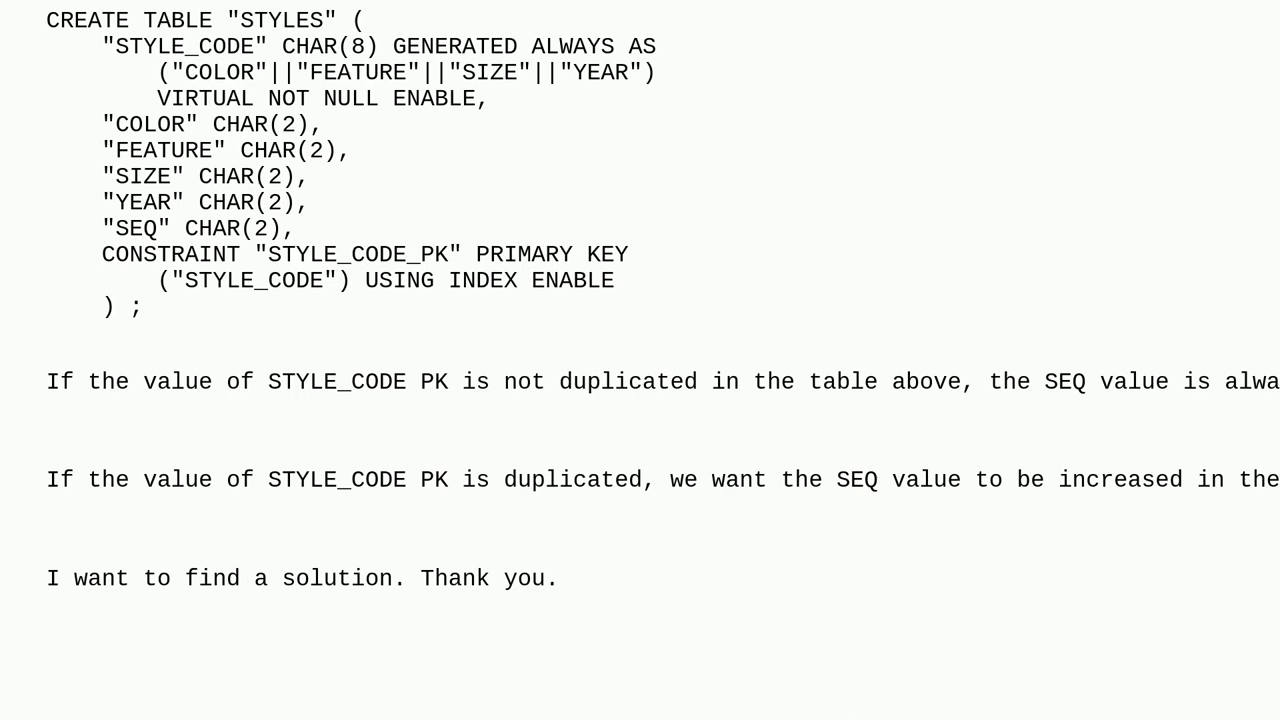 CREATE TABLE "STYLES" (
"STYLE_CODE" CHAR(8) GENERATED ALWAYS AS
("COLOR"||"FEATURE"||"SIZE"||"YEAR")
VIRTUAL NOT NULL ENABLE,
"COLOR" CHAR(2),
"FEATURE" CHAR(2),
"SIZE" CHAR(2),
"YEAR" CHAR(2),
"SEQ" CHAR(2),
CONSTRAINT "STYLE_CODE_PK" PRIMARY KEY
("STYLE_CODE") USING INDEX ENABLE
) ;
If the value of STYLE_CODE PK is not duplicated in the table above, the SEQ value is
If the value of STYLE_CODE PK is duplicated, we want the SEQ value to be increased in the
I want to find a solution. Thank you.